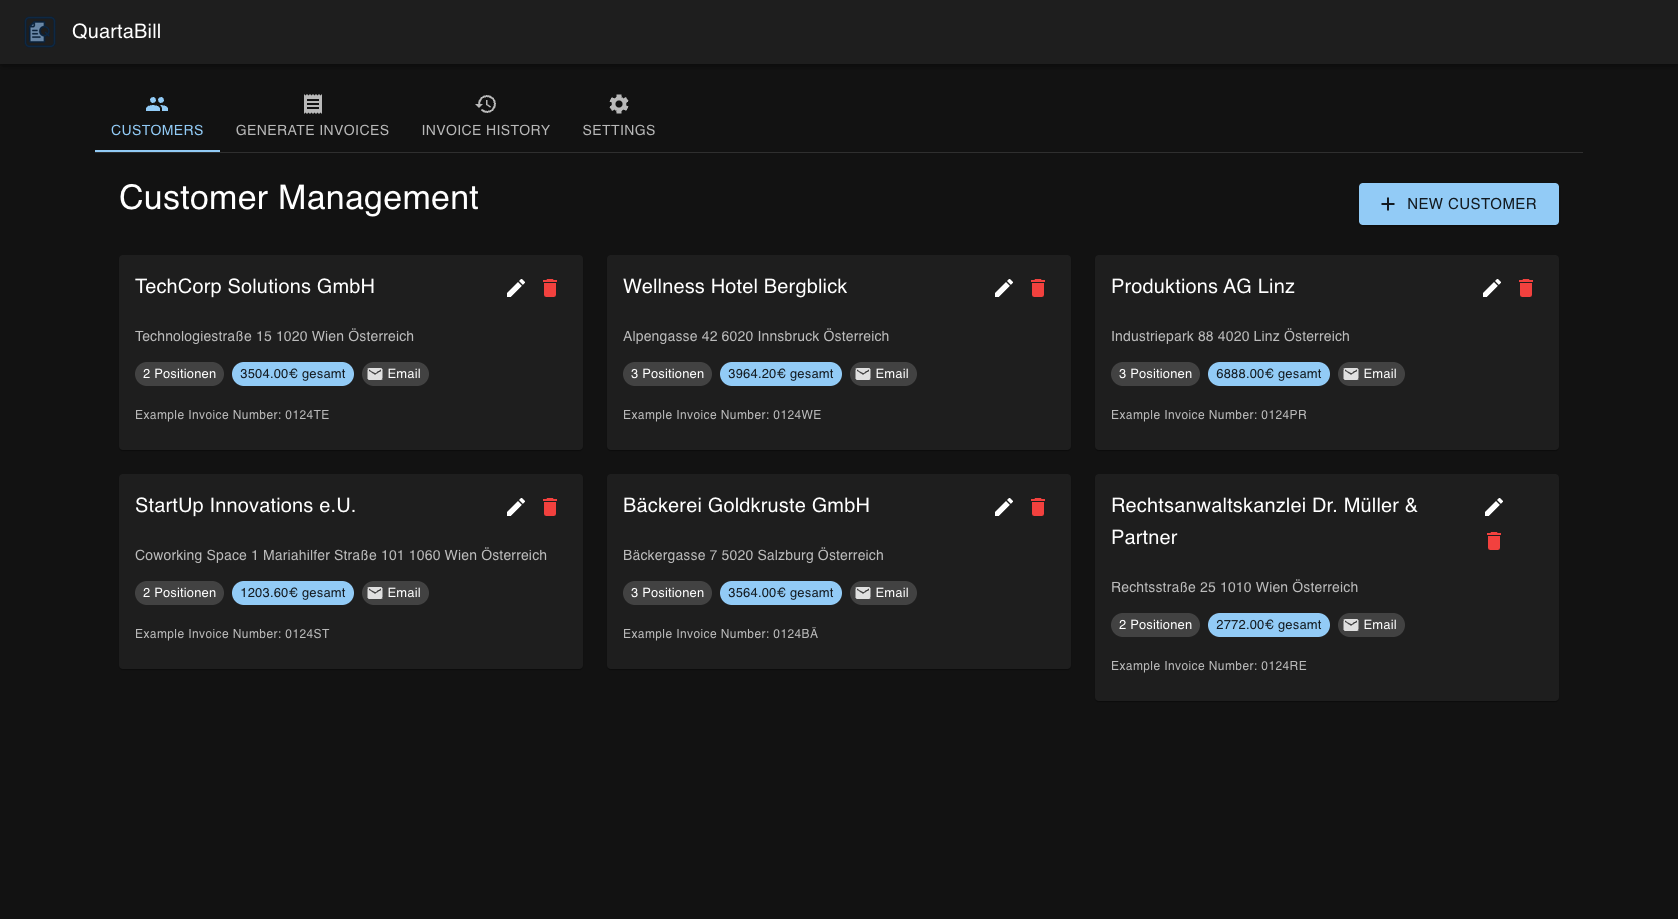 QuartaBill
CUSTOMERS
GENERATE INVOICES
INVOICE HISTORY
SETTINGS
Customer Management
NEW CUSTOMER
TechCorp Solutions GmbH
Technologiestraße 15 1020 Wien Österreich
2 Positionen
3504.00€ gesamt
Email
Example Invoice Number: 0124TE
Wellness Hotel Bergblick
Alpengasse 42 6020 Innsbruck Österreich
3 Positionen
3964.20€ gesamt
Email
Example Invoice Number: 0124WE
Produktions AG Linz
Industriepark 88 4020 Linz Österreich
3 Positionen
6888.00€ gesamt
Email
Example Invoice Number: 0124PR
StartUp Innovations e.U.
Coworking Space 1 Mariahilfer Straße 101 1060 Wien Österreich
2 Positionen
1203.60€ gesamt
Email
Example Invoice Number: 0124ST
Bäckerei Goldkruste GmbH
Bäckergasse 7 5020 Salzburg Österreich
3 Positionen
3564.00€ gesamt
Email
Example Invoice Number: 0124BÄ
Rechtsanwaltskanzlei Dr. Müller &
Partner
Rechtsstraße 25 1010 Wien Österreich
2 Positionen
2772.00€ gesamt
Email
Example Invoice Number: 0124RE